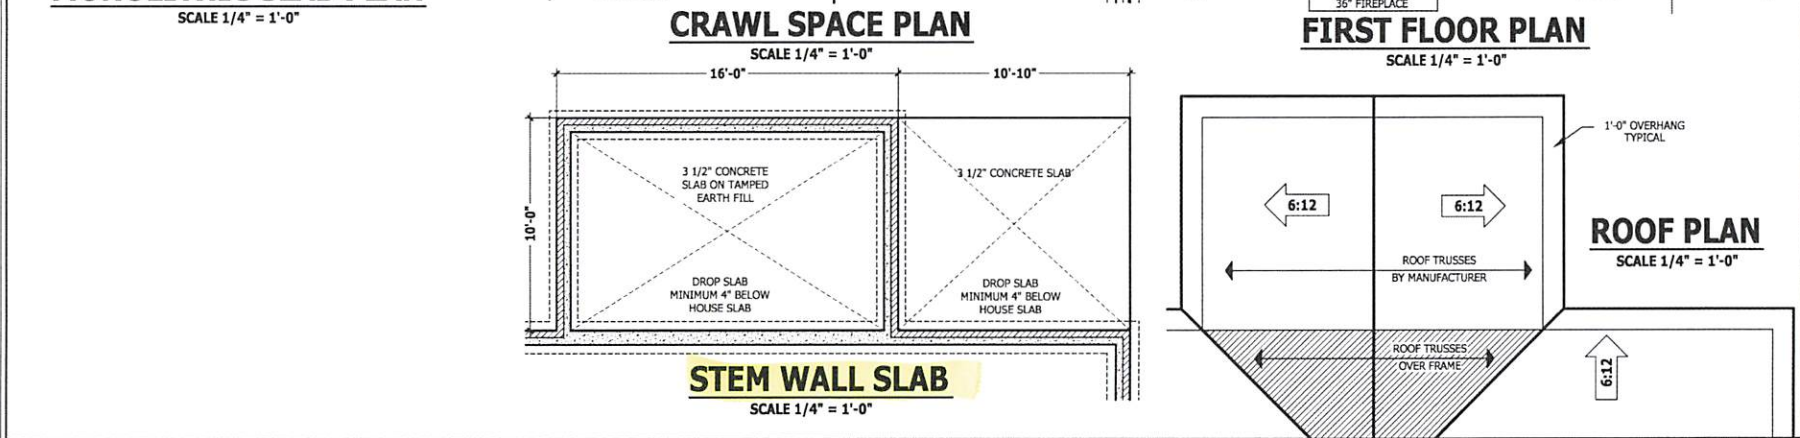 SCALE 1/4" = 1'-0"
CRAWL SPACE PLAN
SCALE 1/4" = 1'-0"
36" FIREPLACE
FIRST FLOOR PLAN
SCALE 1/4" = 1'-0"
16'-0"
10'-10"
10'-0"
3 1/2" CONCRETE
SLAB ON TAMPED
EARTH FILL
DROP SLAB
MINIMUM 4" BELOW
HOUSE SLAB
3 1/2" CONCRETE SLAB
DROP SLAB
MINIMUM 4" BELOW
HOUSE SLAB
STEM WALL SLAB
SCALE 1/4" = 1'-0"
1'-0" OVERHANG
TYPICAL
6:12
6:12
ROOF TRUSSES
BY MANUFACTURER
ROOF TRUSSES
OVER FRAME
6:12
ROOF PLAN
SCALE 1/4" = 1'-0"